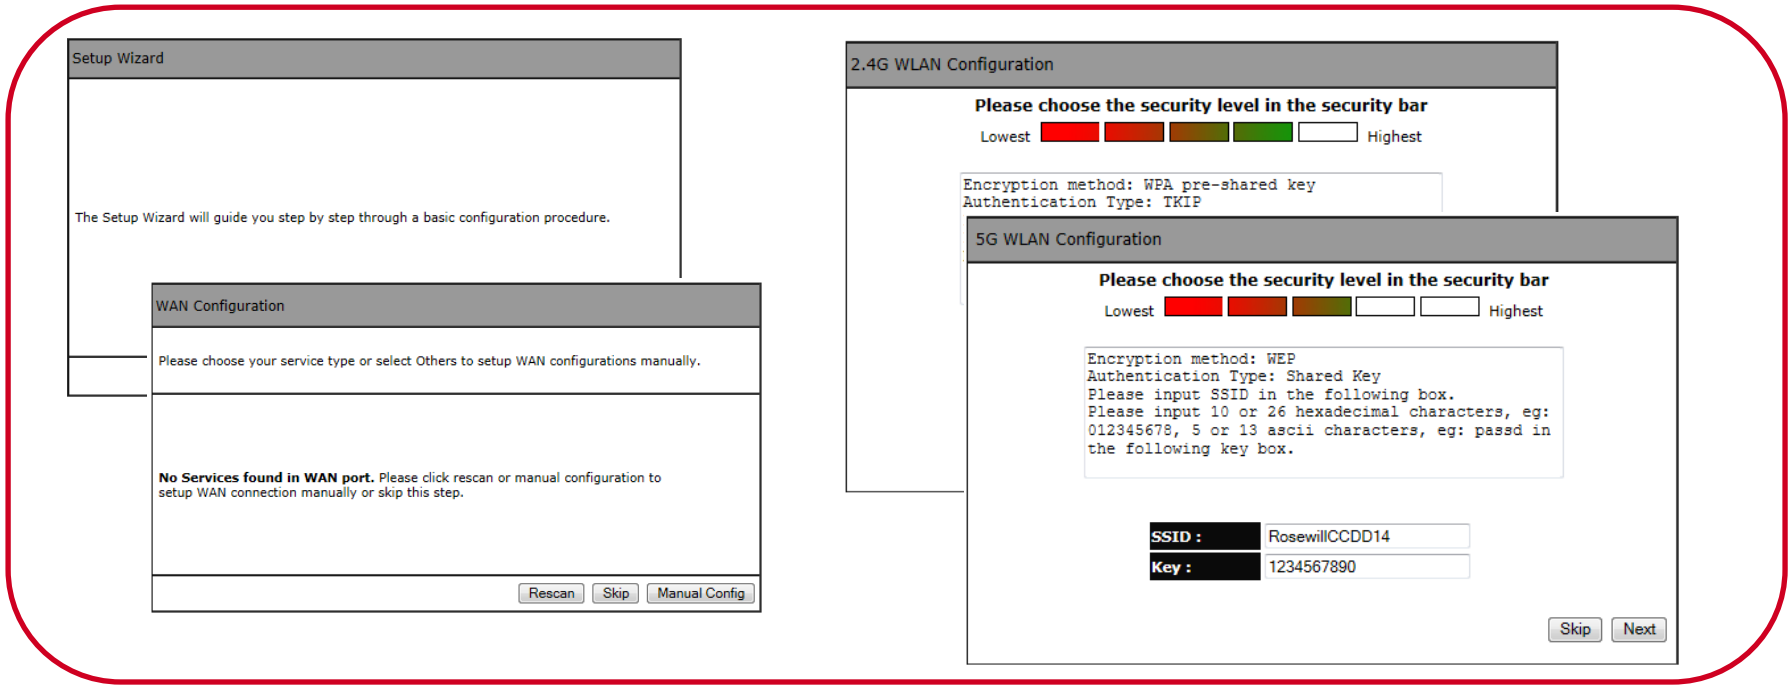 Setup Wizard
The Setup Wizard will guide you step by step through a basic configuration procedure.
WAN Configuration
Please choose your service type or select Others to setup WAN configurations manually.
No Services found in WAN port. Please click rescan or manual configuration to
setup WAN connection manually or skip this step.
Rescan Skip Manual Config
2.4G WLAN Configuration
Please choose the security level in the security bar
Lowest Highest
Encryption method: WPA pre-shared key
Authentication Type: TKIP
5G WLAN Configuration
Please choose the security level in the security bar
Lowest Highest
Encryption method: WEP
Authentication Type: Shared Key
Please input SSID in the following box.
Please input 10 or 26 hexadecimal characters, eg:
012345678, 5 or 13 ascii characters, eg: passd in
the following key box.
SSID : RosewillCCDD14
Key : 1234567890
Skip Next